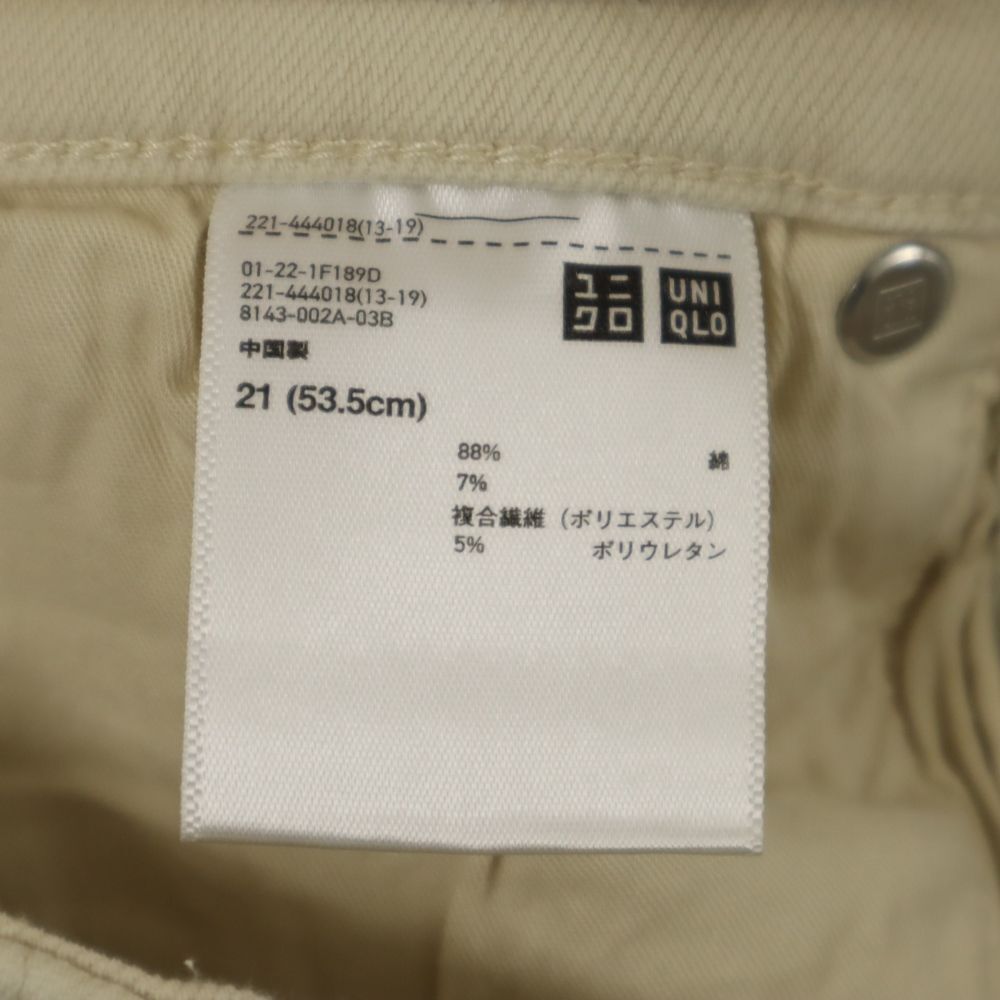 221-444018(13-19)
01-22-1F189D
221-444018(13-19)
8143-002A-03B
中国製
ユニ
クロ
UNI
QLO
21 (53.5cm)
88% 綿
7%
複合繊維（ポリエステル）
5% ポリウレタン